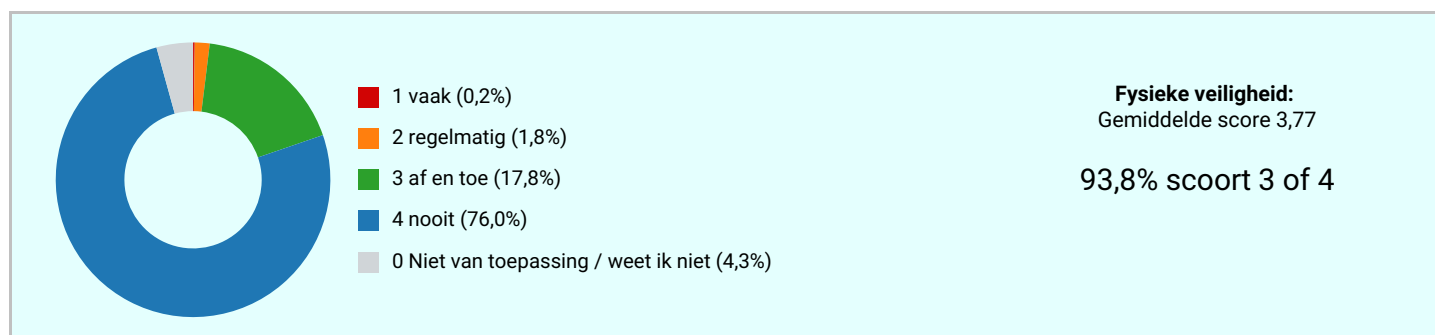 1 vaak (0,2%)
2 regelmatig (1,8%)
3 af en toe (17,8%)
4 nooit (76,0%)
0 Niet van toepassing / weet ik niet (4,3%)
Fysieke veiligheid:
Gemiddelde score 3,77
93,8% scoort 3 of 4